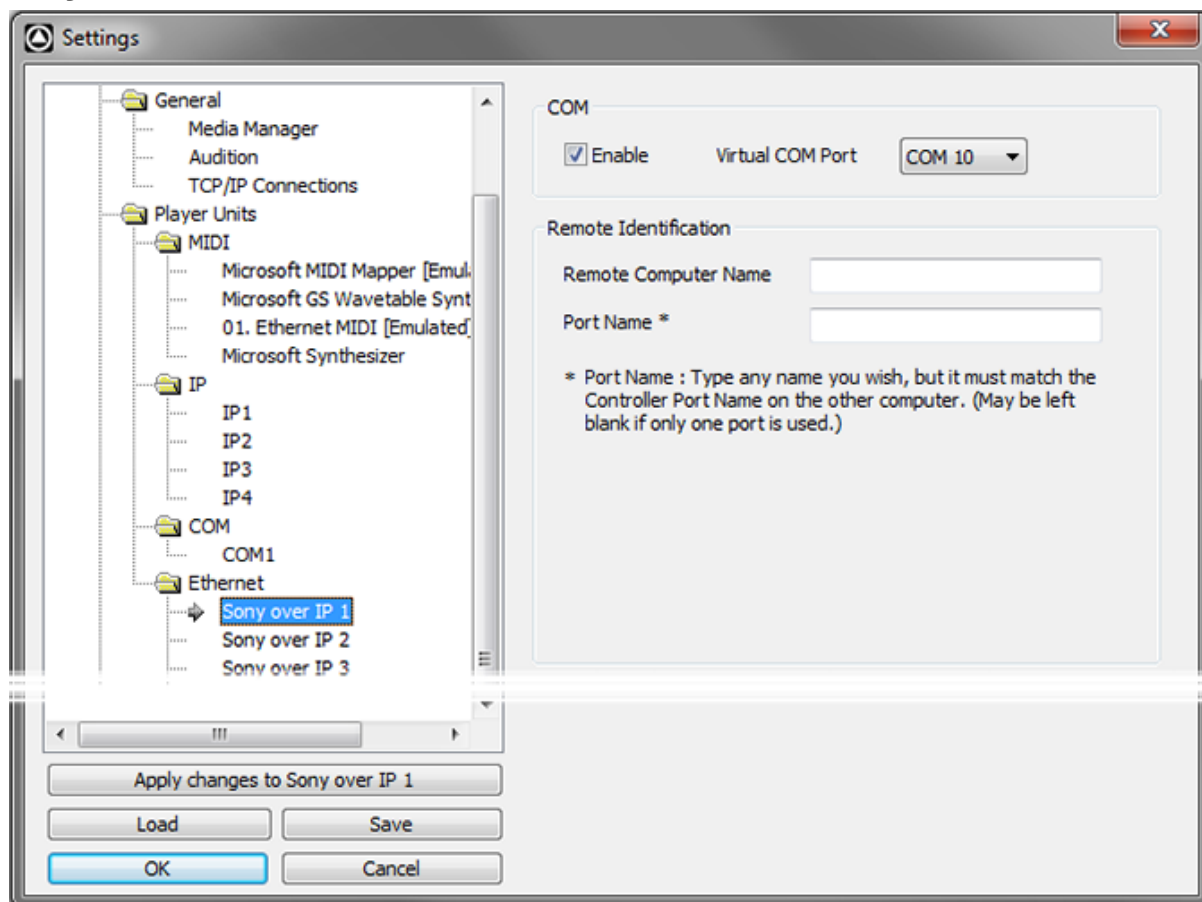 Settings
General
Media Manager
Audition
TCP/IP Connections
Player Units
MIDI
Microsoft MIDI Mapper [Emul
Microsoft GS Wavetable Synt
01. Ethernet MIDI [Emulated]
Microsoft Synthesizer
IP
IP1
IP2
IP3
IP4
COM
COM1
Ethernet
Sony over IP 1
Sony over IP 2
Sony over IP 3
Apply changes to Sony over IP 1
Load Save
OK Cancel
COM
Enable Virtual COM Port COM 10
Remote Identification
Remote Computer Name
Port Name *
* Port Name : Type any name you wish, but it must match the
Controller Port Name on the other computer. (May be left
blank if only one port is used.)